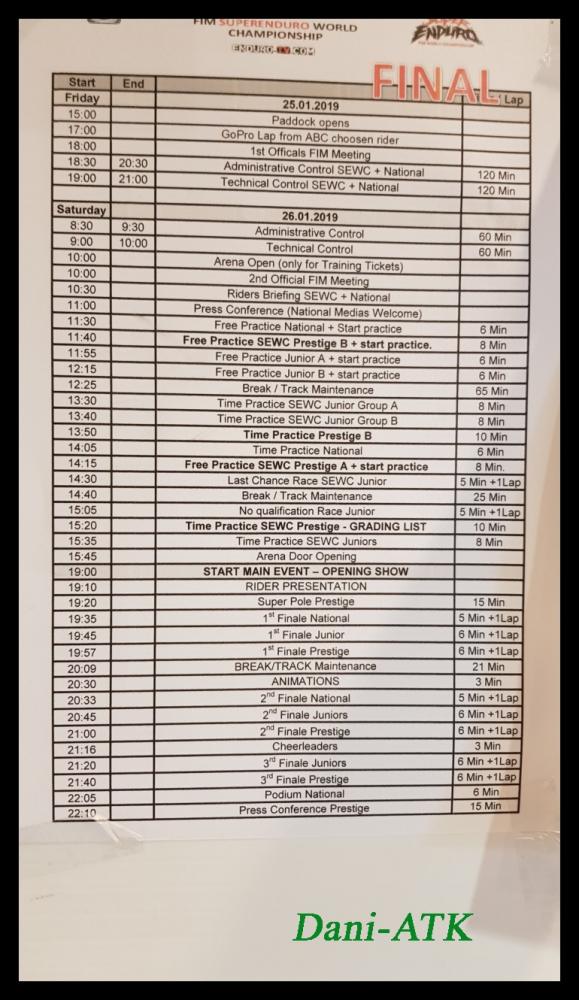 FIM SUPERENDURO WORLD
CHAMPIONSHIP
ENDURO-TV.COM
SUPER
ENDURO
FIM WORLD CHAMPIONSHIP
FINAL
Start End Lap
Friday 25.01.2019
15:00 Paddock opens
17:00 GoPro Lap from ABC choosen rider
18:00 1st Officals FIM Meeting
18:30 20:30 Administrative Control SEWC + National 120 Min
19:00 21:00 Technical Control SEWC + National 120 Min
Saturday 26.01.2019
8:30 9:30 Administrative Control 60 Min
9:00 10:00 Technical Control 60 Min
10:00 Arena Open (only for Training Tickets)
10:00 2nd Official FIM Meeting
10:30 Riders Briefing SEWC + National
11:00 Press Conference (National Medias Welcome)
11:30 Free Practice National + Start practice 6 Min
11:40 Free Practice SEWC Prestige B + start practice. 8 Min
11:55 Free Practice Junior A + start practice 6 Min
12:15 Free Practice Junior B + start practice 6 Min
12:25 Break / Track Maintenance 65 Min
13:30 Time Practice SEWC Junior Group A 8 Min
13:40 Time Practice SEWC Junior Group B 8 Min
13:50 Time Practice Prestige B 10 Min
14:05 Time Practice National 6 Min
14:15 Free Practice SEWC Prestige A + start practice 8 Min.
14:30 Last Chance Race SEWC Junior 5 Min +1Lap
14:40 Break / Track Maintenance 25 Min
15:05 No qualification Race Junior 5 Min +1Lap
15:20 Time Practice SEWC Prestige - GRADING LIST 10 Min
15:35 Time Practice SEWC Juniors 8 Min
15:45 Arena Door Opening
19:00 START MAIN EVENT – OPENING SHOW
19:10 RIDER PRESENTATION
19:20 Super Pole Prestige 15 Min
19:35 1st Finale National 5 Min +1Lap
19:45 1st Finale Junior 6 Min +1Lap
19:57 1st Finale Prestige 6 Min +1Lap
20:09 BREAK/TRACK Maintenance 21 Min
20:30 ANIMATIONS 3 Min
20:33 2nd Finale National 5 Min +1Lap
20:45 2nd Finale Juniors 6 Min +1Lap
21:00 2nd Finale Prestige 6 Min +1Lap
21:16 Cheerleaders 3 Min
21:20 3rd Finale Juniors 6 Min +1Lap
21:40 3rd Finale Prestige 6 Min +1Lap
22:05 Podium National 6 Min
22:10 Press Conference Prestige 15 Min
Dani-ATK